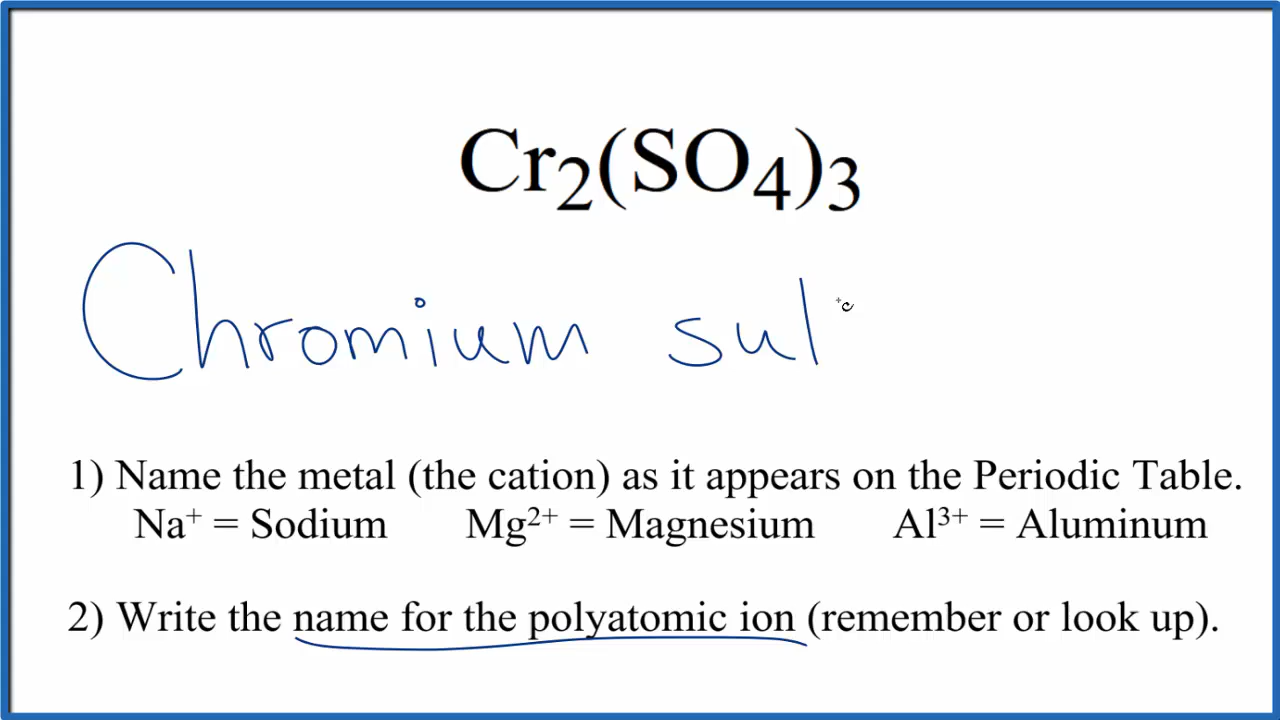 Cr2(SO4)3
Chromium sul
1) Name the metal (the cation) as it appears on the Periodic Table.
Na+ = Sodium Mg2+ = Magnesium Al3+ = Aluminum
2) Write the name for the polyatomic ion (remember or look up).